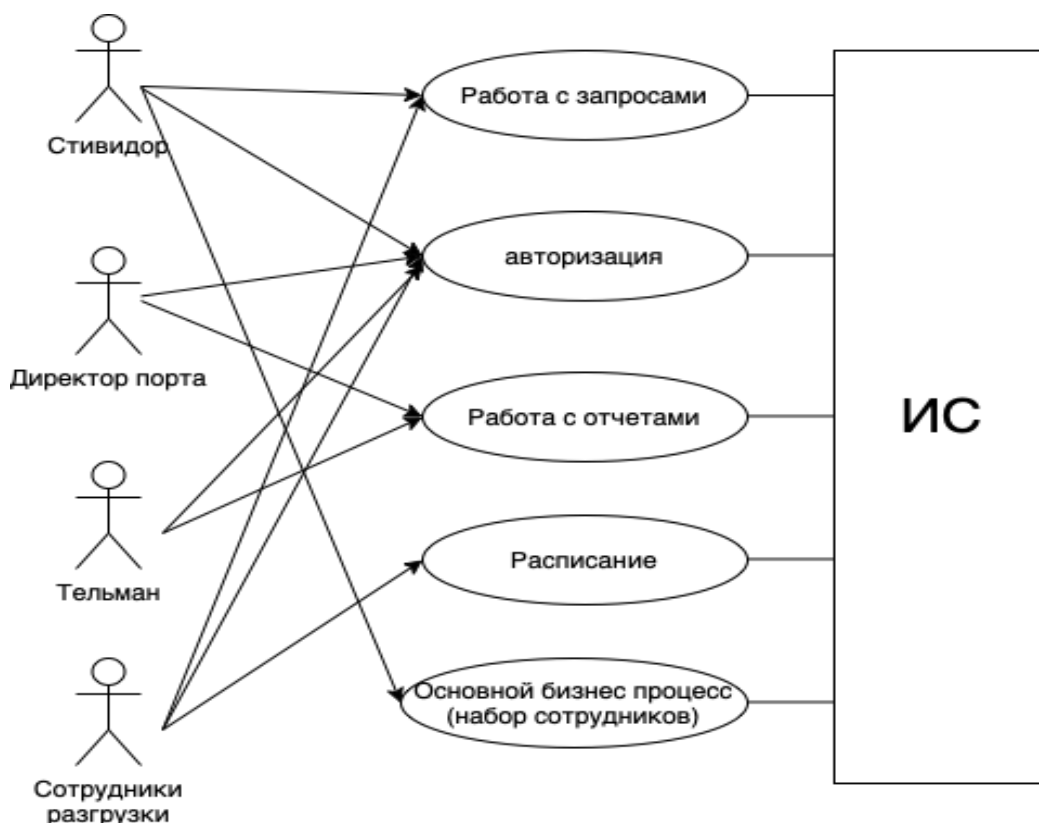 Стивидор
Работа с запросами
авторизация
Директор порта
Работа с отчетами
ИС
Тельман
Расписание
Основной бизнес процесс
(набор сотрудников)
Сотрудники
разгрузки